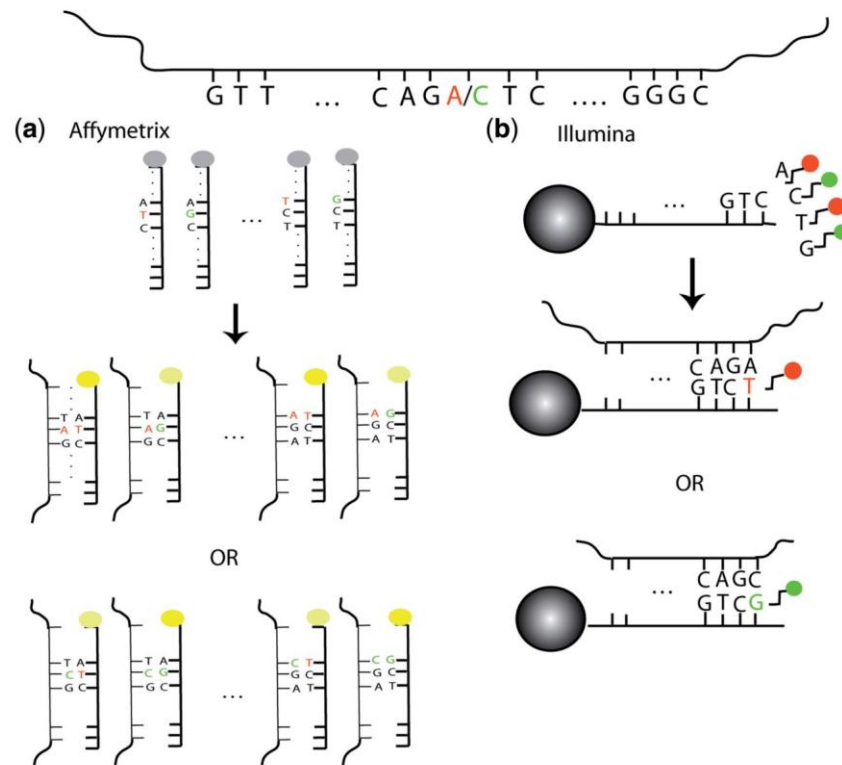 G T T ... C A G A/C T C .... G G G C
(a) Affymetrix
(b) Illumina
A A ... T G
T G C C
C C T T
... G T C
A
C
T
G
T A T A ... A T A G
A T A G G C G C
G C G C A T A T
C A G A
... G T C T
OR
OR
T A T A C T C G
C T C G G C G C
G C G C ... A T A T
C A G C
... G T C G